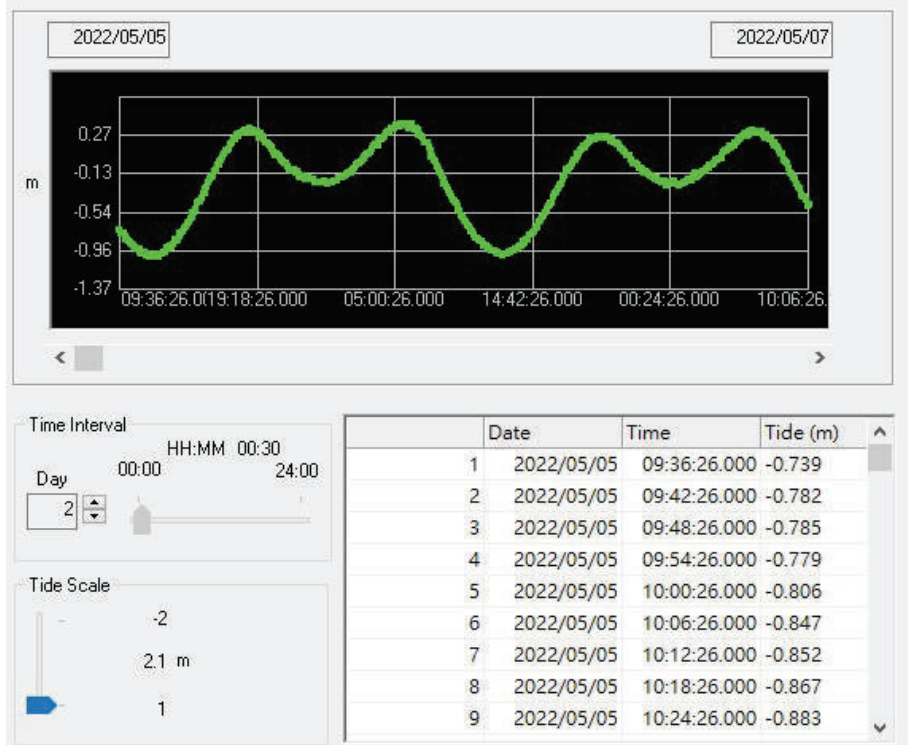 2022/05/05 2022/05/07
m
0.27
-0.13
-0.54
-0.96
-1.37
09:36:26.0( 19:18:26.000 05:00:26.000 14:42:26.000 00:24:26.000 10:06:26.
Time Interval
HH:MM 00:30
Day 00:00 24:00
2
Tide Scale
-2
2.1 m
1
Date Time Tide (m)
1 2022/05/05 09:36:26.000 -0.739
2 2022/05/05 09:42:26.000 -0.782
3 2022/05/05 09:48:26.000 -0.785
4 2022/05/05 09:54:26.000 -0.779
5 2022/05/05 10:00:26.000 -0.806
6 2022/05/05 10:06:26.000 -0.847
7 2022/05/05 10:12:26.000 -0.852
8 2022/05/05 10:18:26.000 -0.867
9 2022/05/05 10:24:26.000 -0.883